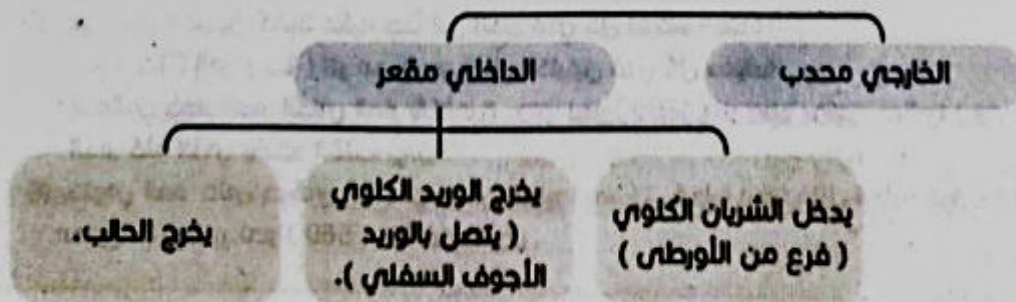 الخارجي محدب
الداخلي مقعر
يدخل الشريان الكلوي
( فرع من الأورطى )
يخرج الوريد الكلوي
( يتصل بالوريد
الأجوف السفلي ).
يخرج الحالب.